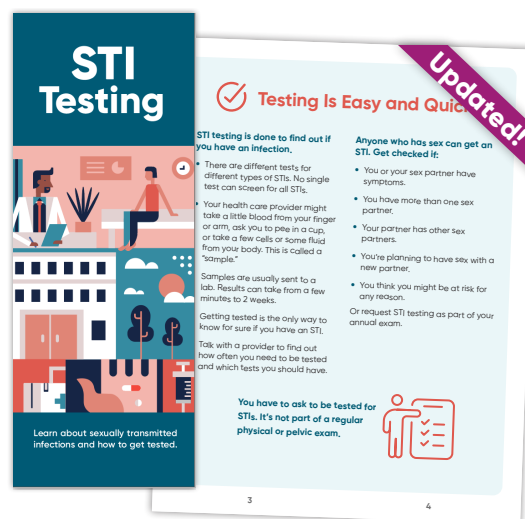 STI
Testing
Learn about sexually transmitted
infections and how to get tested.
Updated!
Testing Is Easy and Quic
STI testing is done to find out if
you have an infection.
• There are different tests for
different types of STIs. No single
test can screen for all STIs.
• Your health care provider might
take a little blood from your finger
or arm, ask you to pee in a cup,
or take a few cells or some fluid
from your body. This is called a
"sample."
Samples are usually sent to a
lab. Results can take from a few
minutes to 2 weeks.
Getting tested is the only way to
know for sure if you have an STI.
Talk with a provider to find out
how often you need to be tested
and which tests you should have.
Anyone who has sex can get an
STI. Get checked if:
• You or your sex partner have
symptoms.
• You have more than one sex
partner.
• Your partner has other sex
partners.
• You're planning to have sex with a
new partner.
• You think you might be at risk for
any reason.
Or request STI testing as part of your
annual exam.
You have to ask to be tested for
STIs. It's not part of a regular
physical or pelvic exam.
3
4